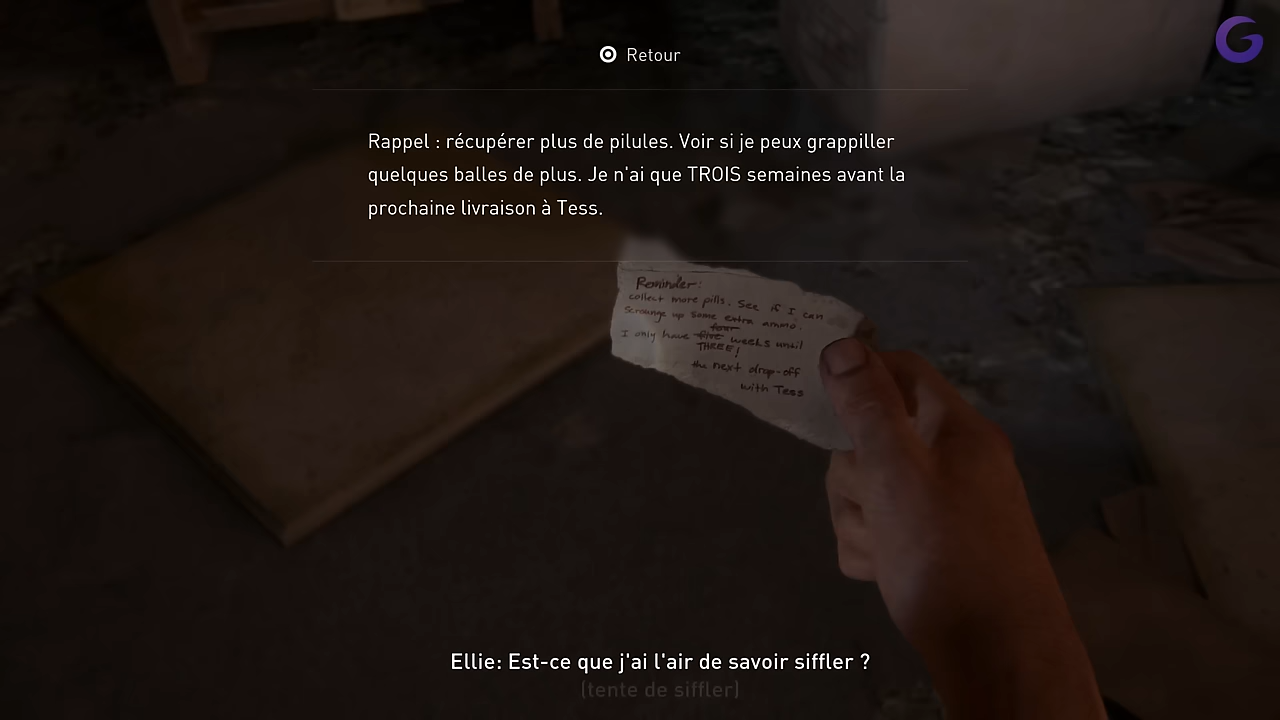 Retour
Rappel : récupérer plus de pilules. Voir si je peux grappiller
quelques balles de plus. Je n'ai que TROIS semaines avant la
prochaine livraison à Tess.
Reminder:
collect more pills. See if I can
scrounge up some extra ammo.
four
I only have five weeks until
THREE!
the next drop-off
with Tess
Ellie: Est-ce que j'ai l'air de savoir siffler ?
(tente de siffler)